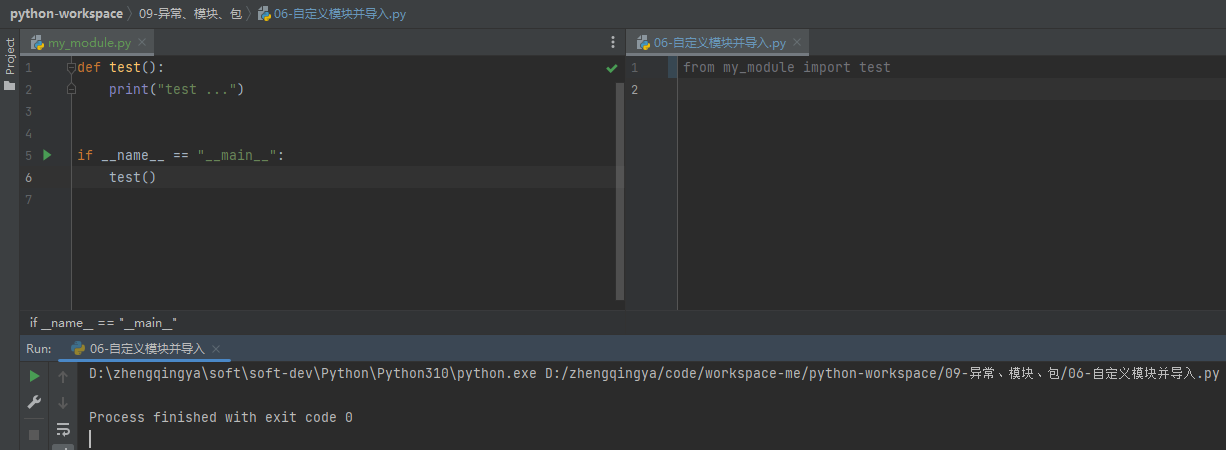 python-workspace 〉 09-异常、模块、包 〉 06-自定义模块并导入.py
Project
my_module.py
06-自定义模块并导入.py
1 def test():
2     print("test ...")
3
4
5 if __name__ == "__main__":
6     test()
7
1 from my_module import test
2
if __name__ == "__main__"
Run: 06-自定义模块并导入
D:\zhengqingya\soft\soft-dev\Python\Python310\python.exe D:/zhengqingya/code/workspace-me/python-workspace/09-异常、模块、包/06-自定义模块并导入.py
Process finished with exit code 0